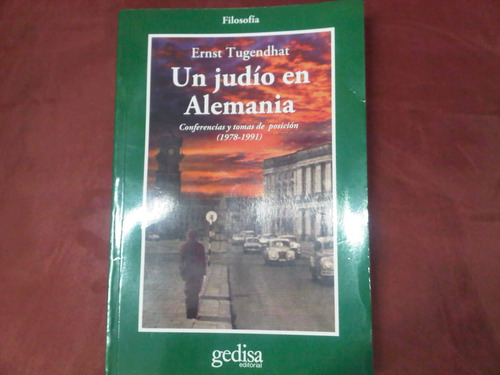 Filosofía
Ernst Tugendhat
Un judío en
Alemania
Conferencias y tomas de posición
(1978-1991)
gedisa
editorial